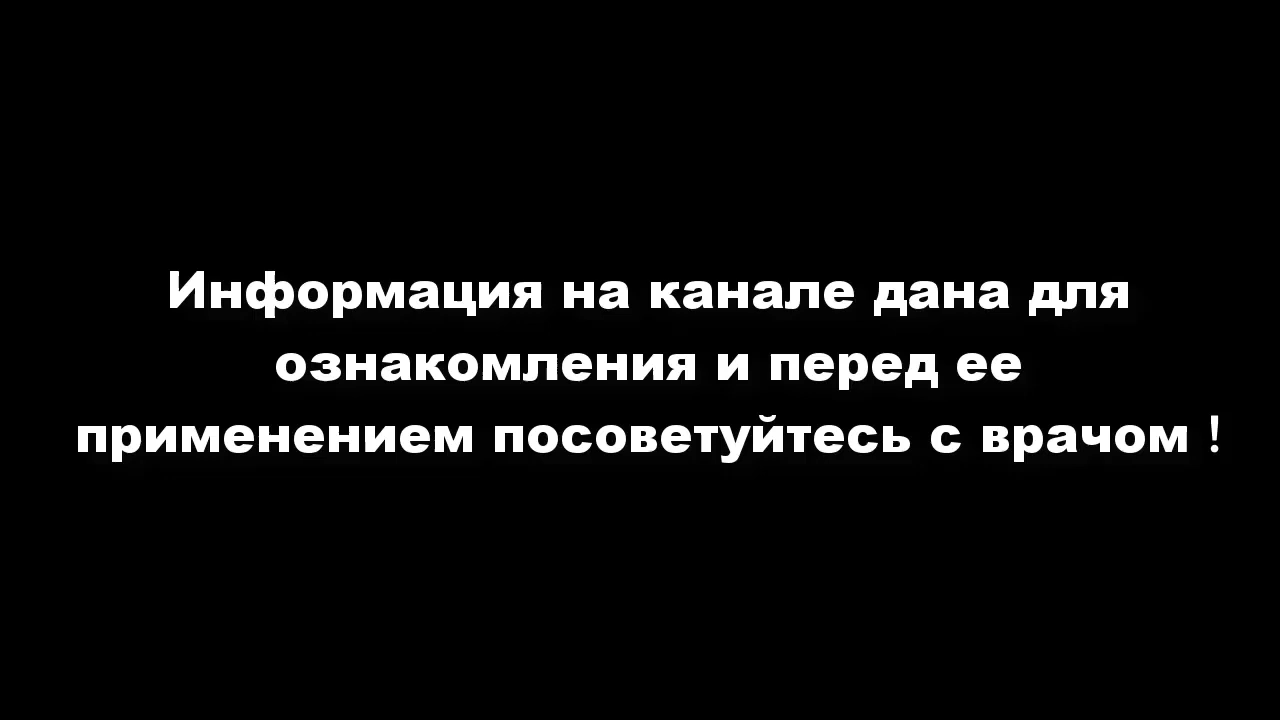 Информация на канале дана для
ознакомления и перед ее
применением посоветуйтесь с врачом !